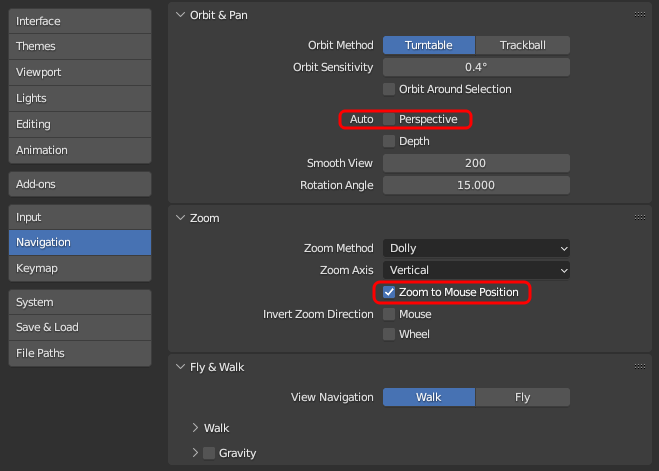 Interface
Themes
Viewport
Lights
Editing
Animation
Add-ons
Input
Navigation
Keymap
System
Save & Load
File Paths
Orbit & Pan
Orbit Method Turntable Trackball
Orbit Sensitivity 0.4°
Orbit Around Selection
Auto Perspective
Depth
Smooth View 200
Rotation Angle 15.000
Zoom
Zoom Method Dolly
Zoom Axis Vertical
Zoom to Mouse Position
Invert Zoom Direction Mouse
Wheel
Fly & Walk
View Navigation Walk Fly
Walk
Gravity